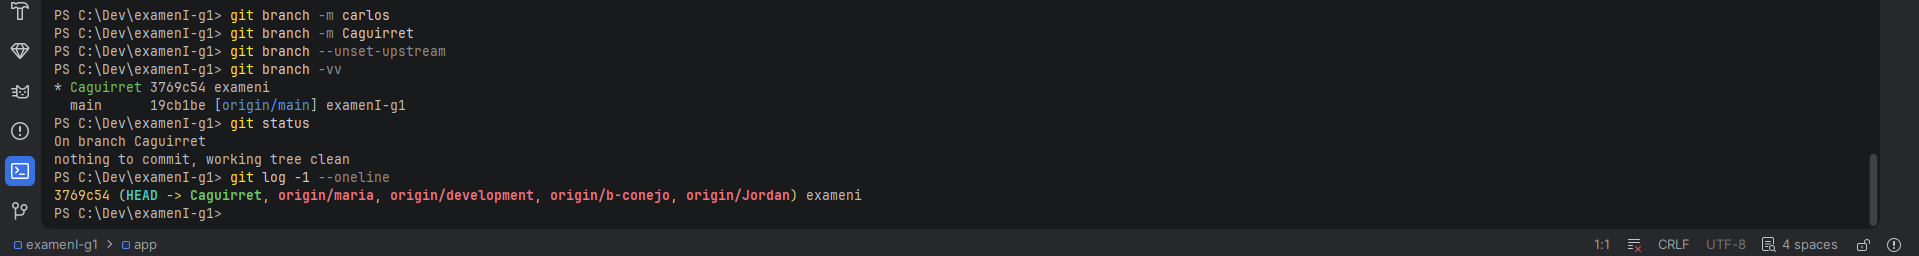 PS C:\Dev\examenI-g1> git branch -m carlos
PS C:\Dev\examenI-g1> git branch -m Caguirret
PS C:\Dev\examenI-g1> git branch --unset-upstream
PS C:\Dev\examenI-g1> git branch -vv
* Caguirret 3769c54 exameni
  main      19cb1be [origin/main] examenI-g1
PS C:\Dev\examenI-g1> git status
On branch Caguirret
nothing to commit, working tree clean
PS C:\Dev\examenI-g1> git log -1 --oneline
3769c54 (HEAD -> Caguirret, origin/maria, origin/development, origin/b-conejo, origin/Jordan) exameni
PS C:\Dev\examenI-g1>
examenI-g1 > app 1:1 CRLF UTF-8 4 spaces